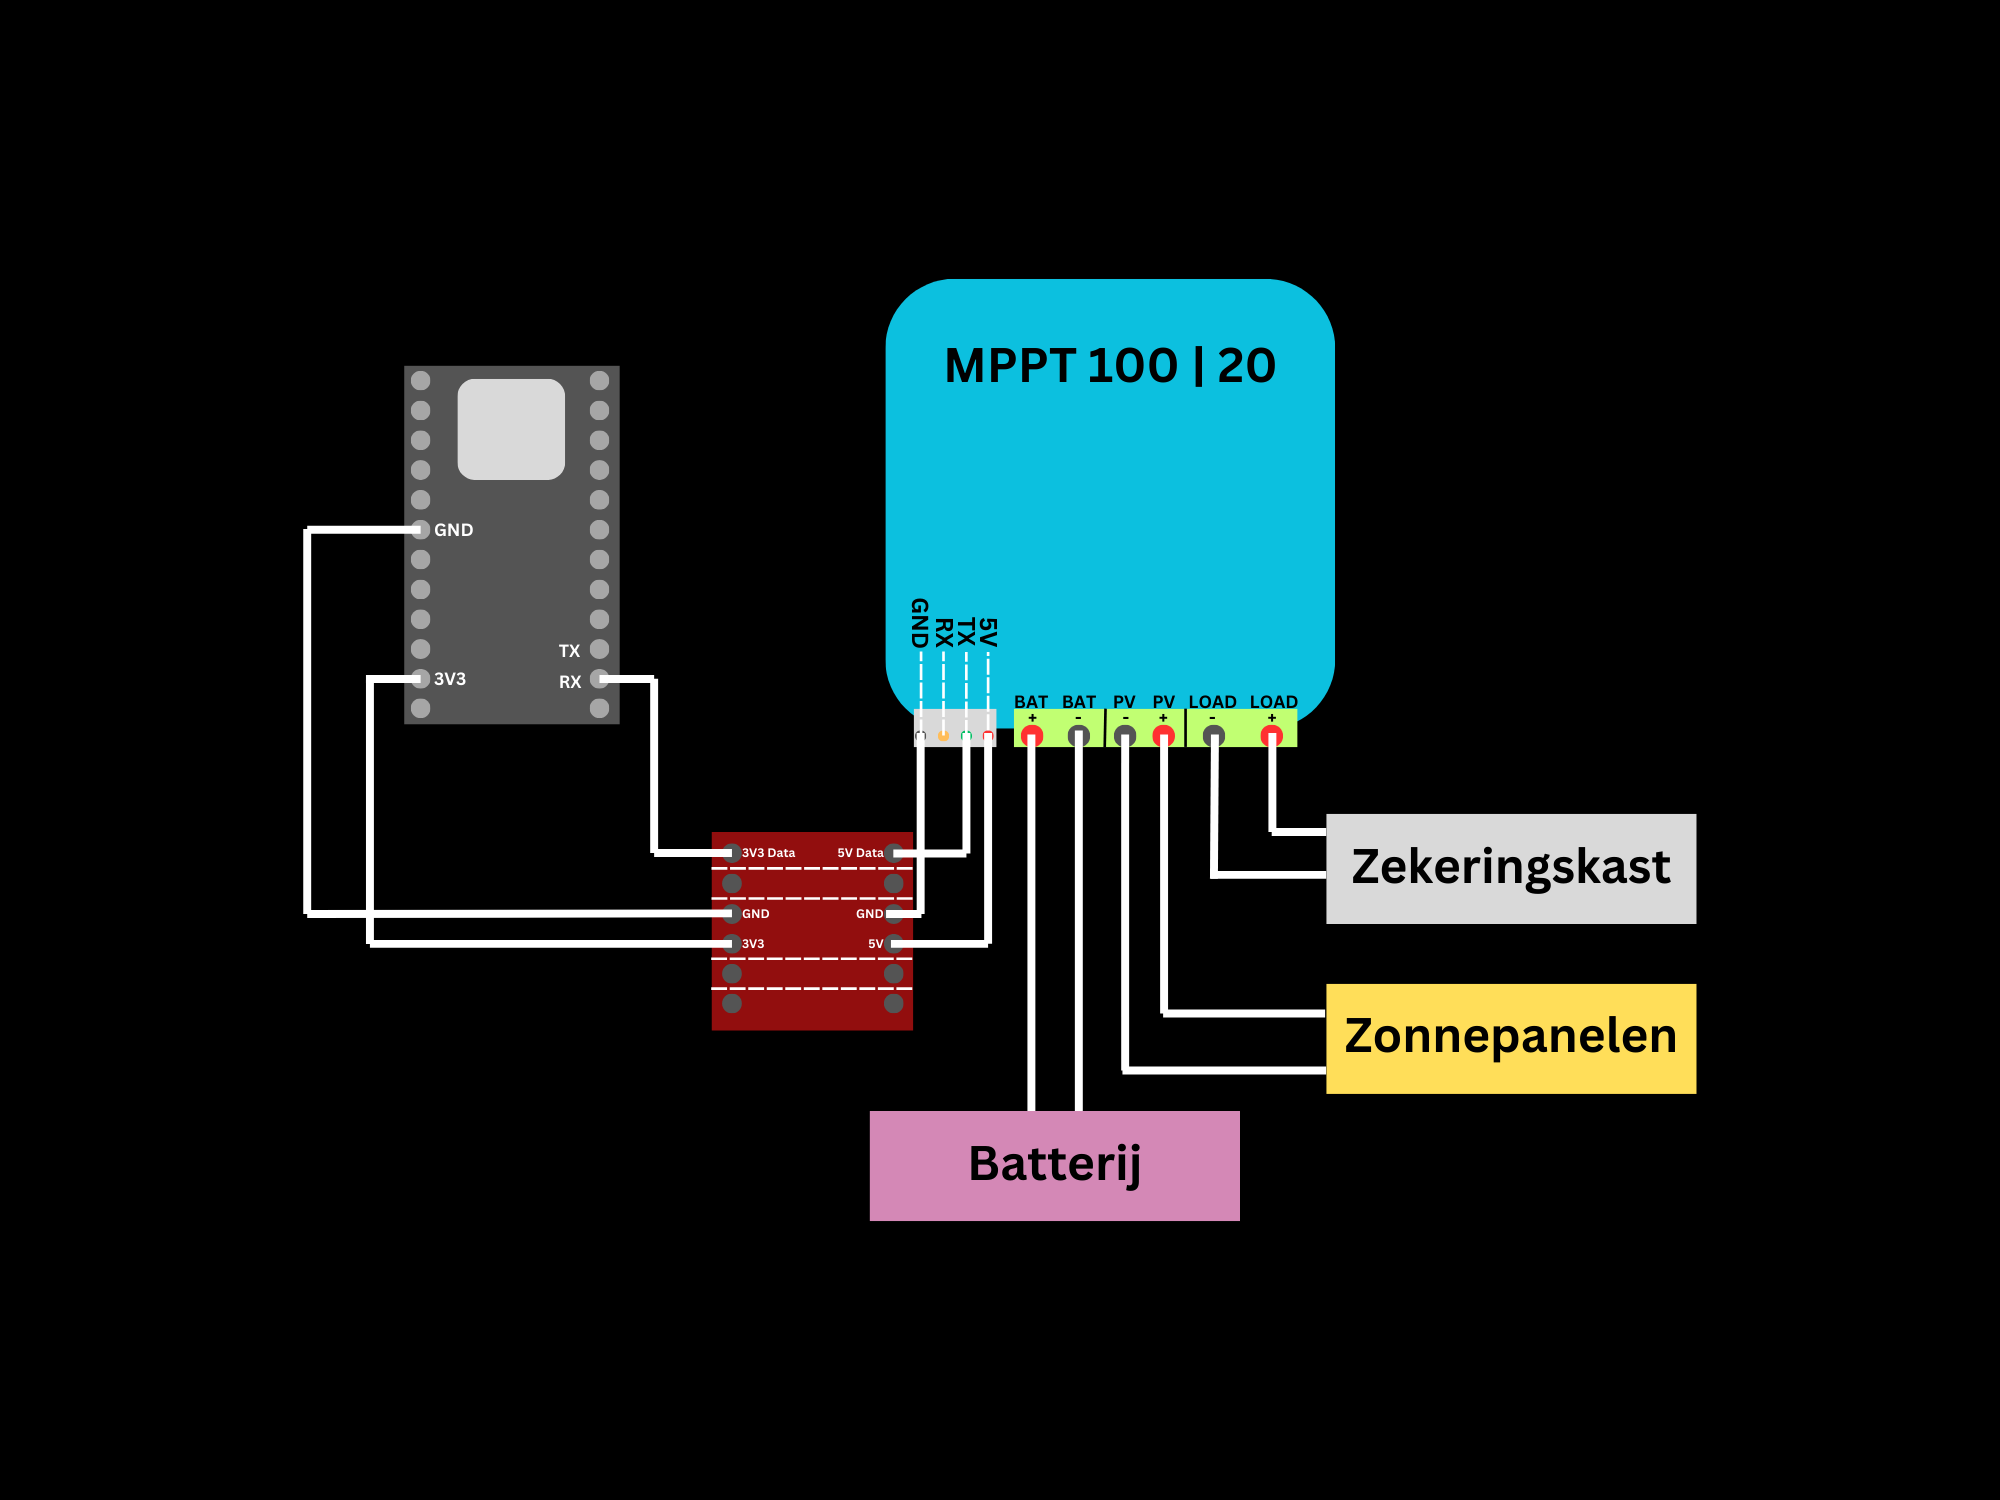 MPPT 100 | 20
GND
3V3
TX
RX
GND
RX
TX
5V
BAT BAT PV PV LOAD LOAD
+ - - + - +
3V3 Data 5V Data
GND GND
3V3 5V
Zekeringskast
Zonnepanelen
Batterij